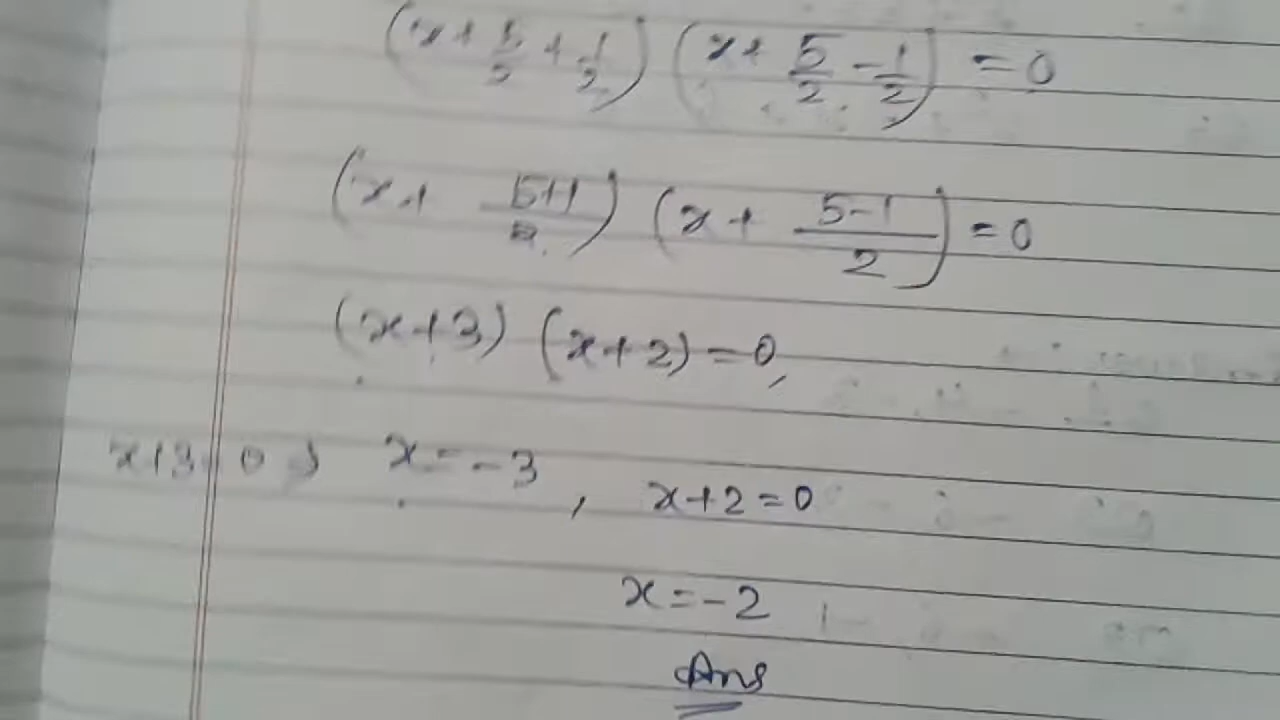 (x + 5/2 + 1/2) (x + 5/2 - 1/2) = 0
(x + 5+1/2) (x + 5-1/2) = 0
(x+3) (x+2) = 0,
x+3 = 0, x = -3, x+2 = 0
x = -2
Ans